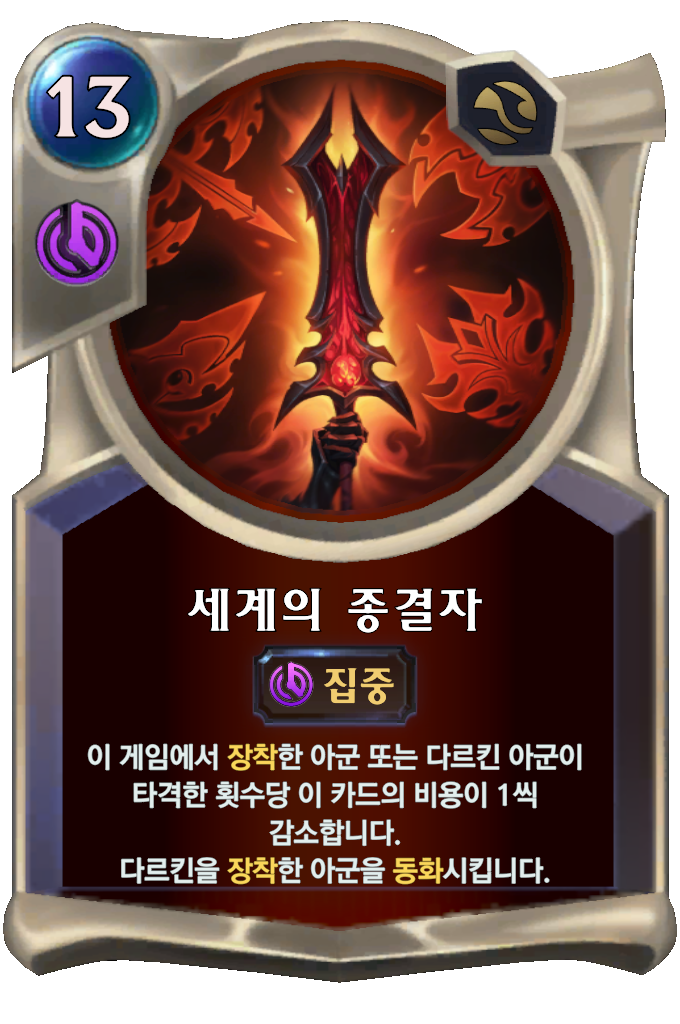 13
세계의 종결자
집중
이 게임에서 장착한 아군 또는 다르킨 아군이
타격한 횟수당 이 카드의 비용이 1씩
감소합니다.
다르킨을 장착한 아군을 동화시킵니다.